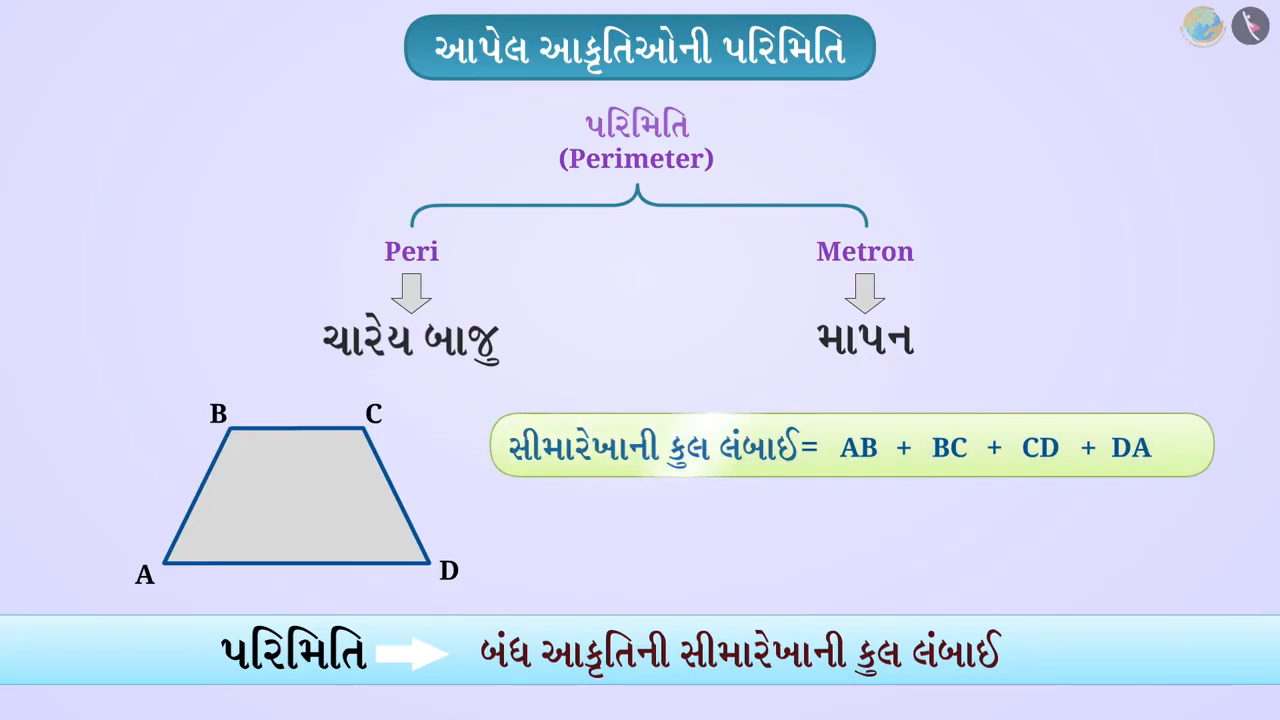 આપેલ આકૃતિઓની પરિમિતિ
પરિમિતિ
(Perimeter)
Peri
Metron
ચારેય બાજુ
માપન
B
C
A
D
સીમારેખાની કુલ લંબાઈ= AB + BC + CD + DA
પરિમિતિ
બંધ આકૃતિની સીમારેખાની કુલ લંબાઈ